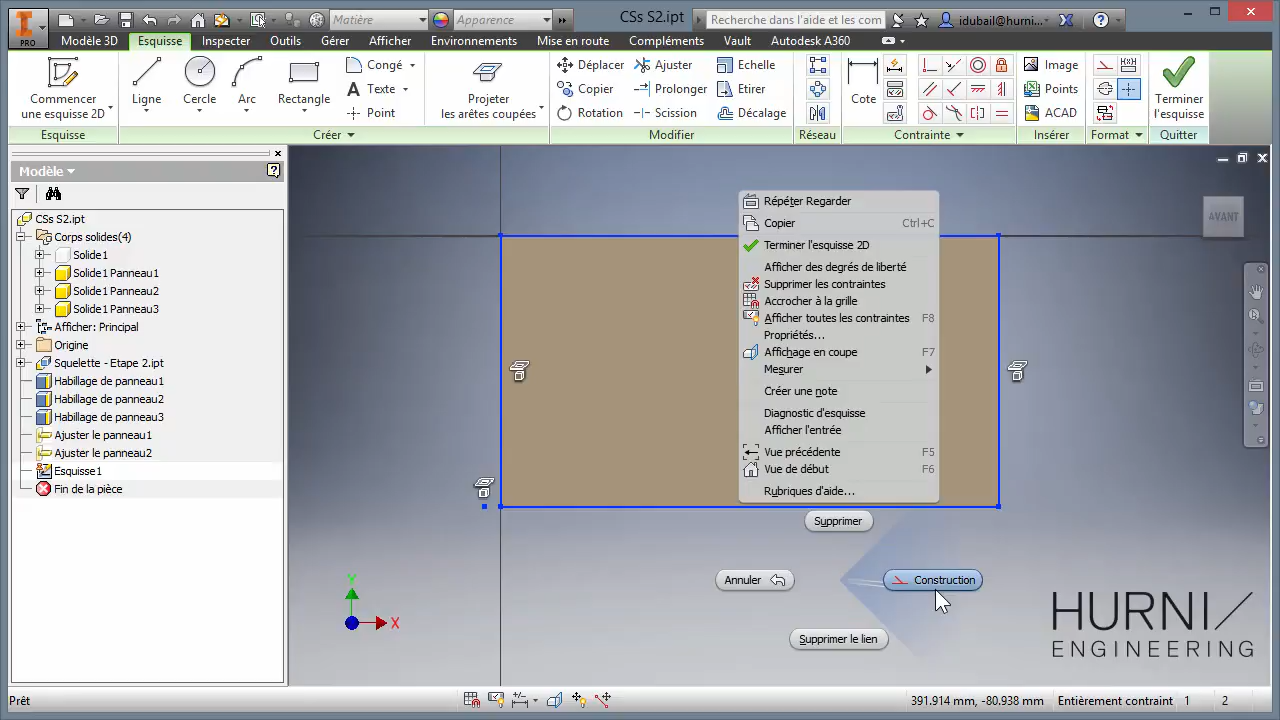 PRO
Matière
Apparence
CSs S2.ipt
Recherche dans l'aide et les com
idubail@hurni...
Modèle 3D
Esquisse
Inspecter
Outils
Gérer
Afficher
Environnements
Mise en route
Compléments
Vault
Autodesk A360
Commencer
une esquisse 2D
Ligne
Cercle
Arc
Rectangle
Congé
Texte
Point
Projeter
les arêtes coupées
Déplacer
Copier
Rotation
Ajuster
Prolonger
Scission
Echelle
Etirer
Décalage
Cote
Image
Points
ACAD
Terminer
l'esquisse
Esquisse
Créer
Modifier
Réseau
Contrainte
Insérer
Format
Quitter
Modèle
CSs S2.ipt
Corps solides(4)
Solide1
Solide1 Panneau1
Solide1 Panneau2
Solide1 Panneau3
Afficher: Principal
Origine
Squelette - Etape 2.ipt
Habillage de panneau1
Habillage de panneau2
Habillage de panneau3
Ajuster le panneau1
Ajuster le panneau2
Esquisse1
Fin de la pièce
Répéter Regarder
Copier Ctrl+C
Terminer l'esquisse 2D
Afficher des degrés de liberté
Supprimer les contraintes
Accrocher à la grille
Afficher toutes les contraintes F8
Propriétés...
Affichage en coupe F7
Mesurer
Créer une note
Diagnostic d'esquisse
Afficher l'entrée
Vue précédente F5
Vue de début F6
Rubriques d'aide...
Supprimer
Annuler
Construction
Supprimer le lien
AVANT
Y
X
HURNI
ENGINEERING
Prêt
391.914 mm, -80.938 mm
Entièrement contraint
1
2